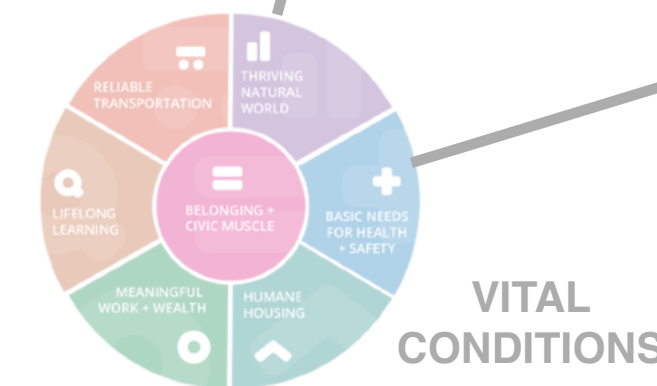 RELIABLE
TRANSPORTATION
THRIVING
NATURAL
WORLD
LIFELONG
LEARNING
BELONGING +
CIVIC MUSCLE
BASIC NEEDS
FOR HEALTH
+ SAFETY
MEANINGFUL
WORK + WEALTH
HUMANE
HOUSING
VITAL
CONDITIONS